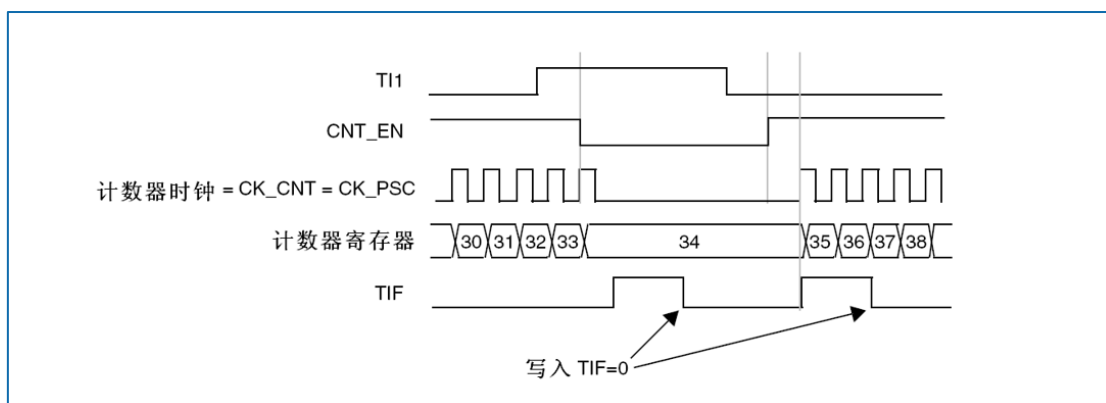 TI1
CNT_EN
计数器时钟 = CK_CNT = CK_PSC
计数器寄存器 30 31 32 33 34 35 36 37 38
TIF
写入 TIF=0